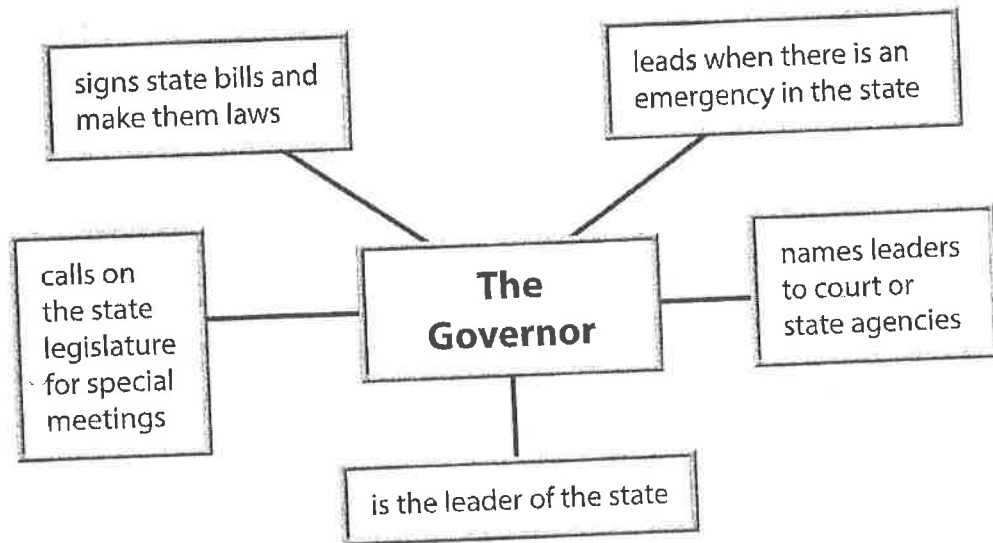 signs state bills and
make them laws
leads when there is an
emergency in the state
calls on
the state
legislature
for special
meetings
The
Governor
names leaders
to court or
state agencies
is the leader of the state